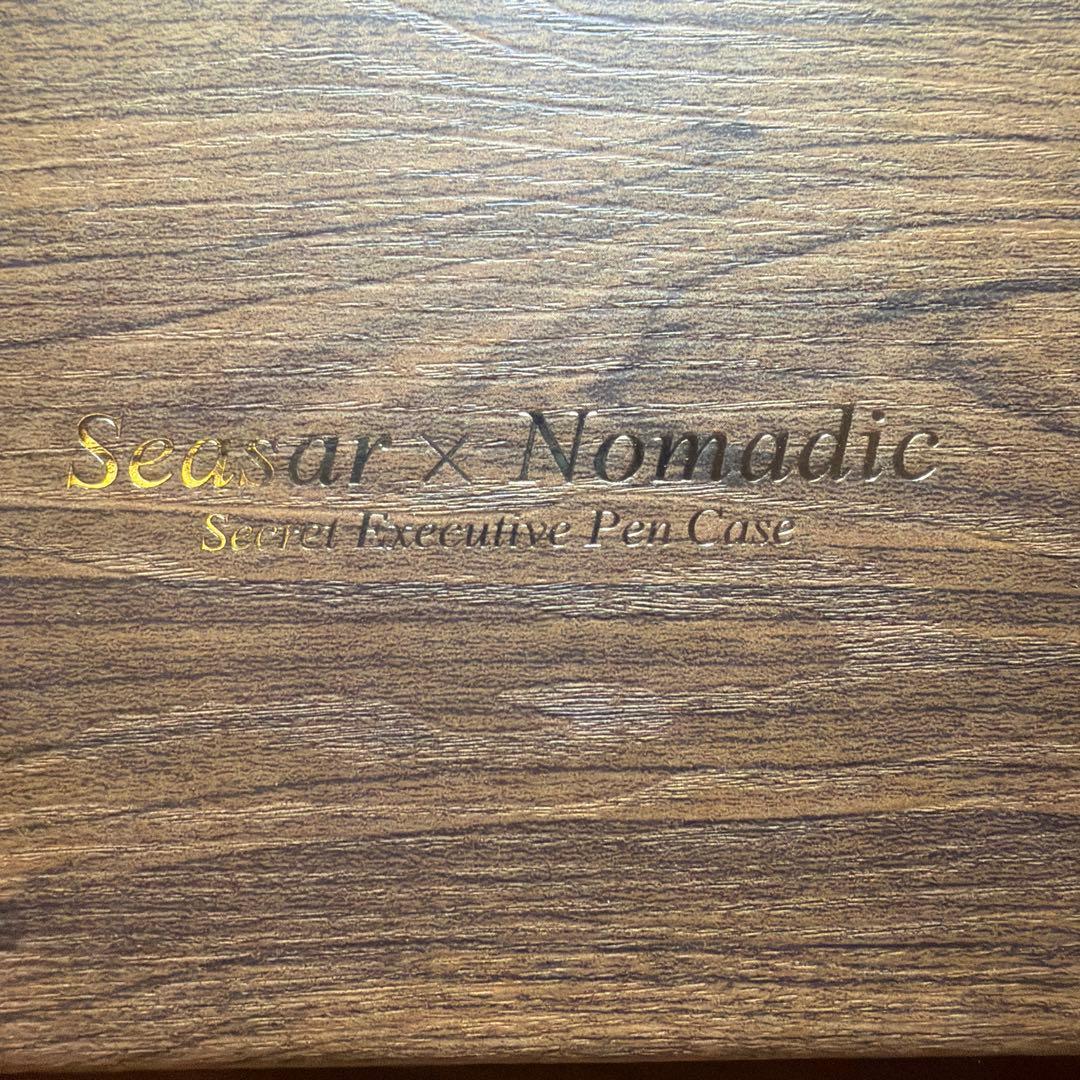 Seasar × Nomadic
Secret Executive Pen Case